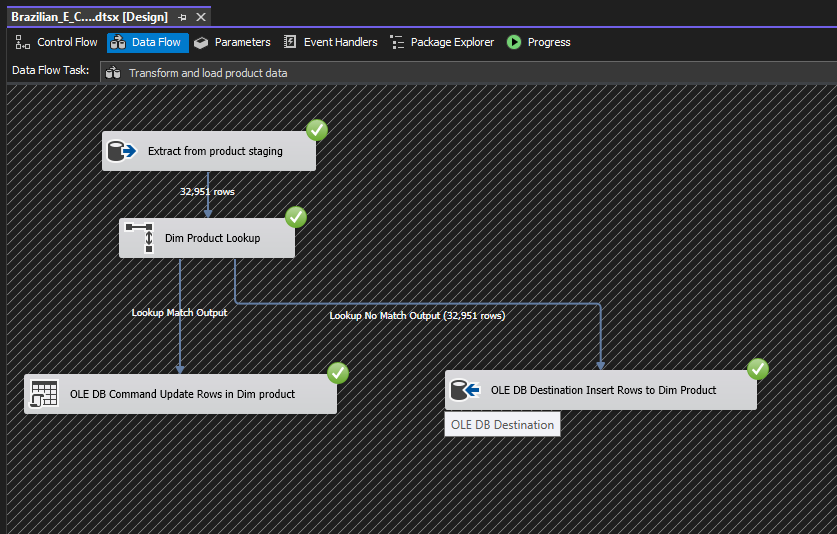 Brazilian_E_C....dtsx [Design]
Control Flow
Data Flow
Parameters
Event Handlers
Package Explorer
Progress
Data Flow Task:
Transform and load product data
Extract from product staging
32,951 rows
Dim Product Lookup
Lookup Match Output
Lookup No Match Output (32,951 rows)
OLE DB Command Update Rows in Dim product
OLE DB Destination Insert Rows to Dim Product
OLE DB Destination